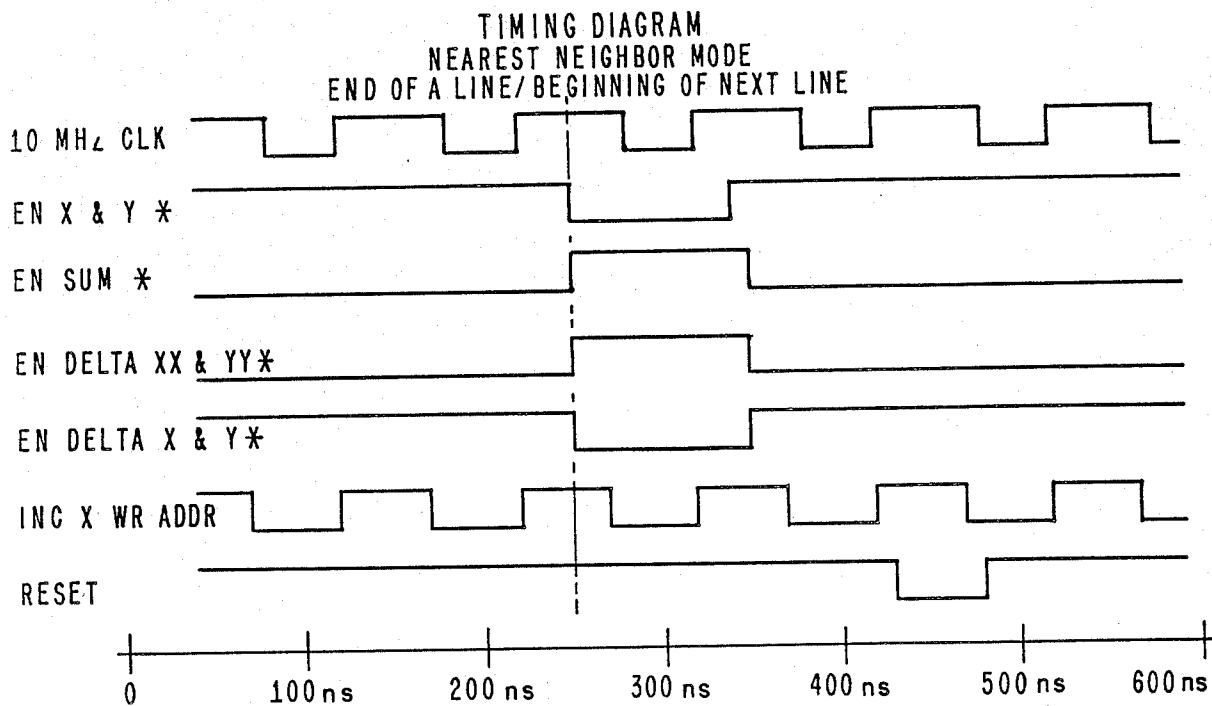 TIMING DIAGRAM
NEAREST NEIGHBOR MODE
END OF A LINE/BEGINNING OF NEXT LINE
10 MHz CLK
EN X & Y *
EN SUM *
EN DELTA XX & YY*
EN DELTA X & Y*
INC X WR ADDR
RESET
0 100 ns 200 ns 300 ns 400 ns 500 ns 600 ns